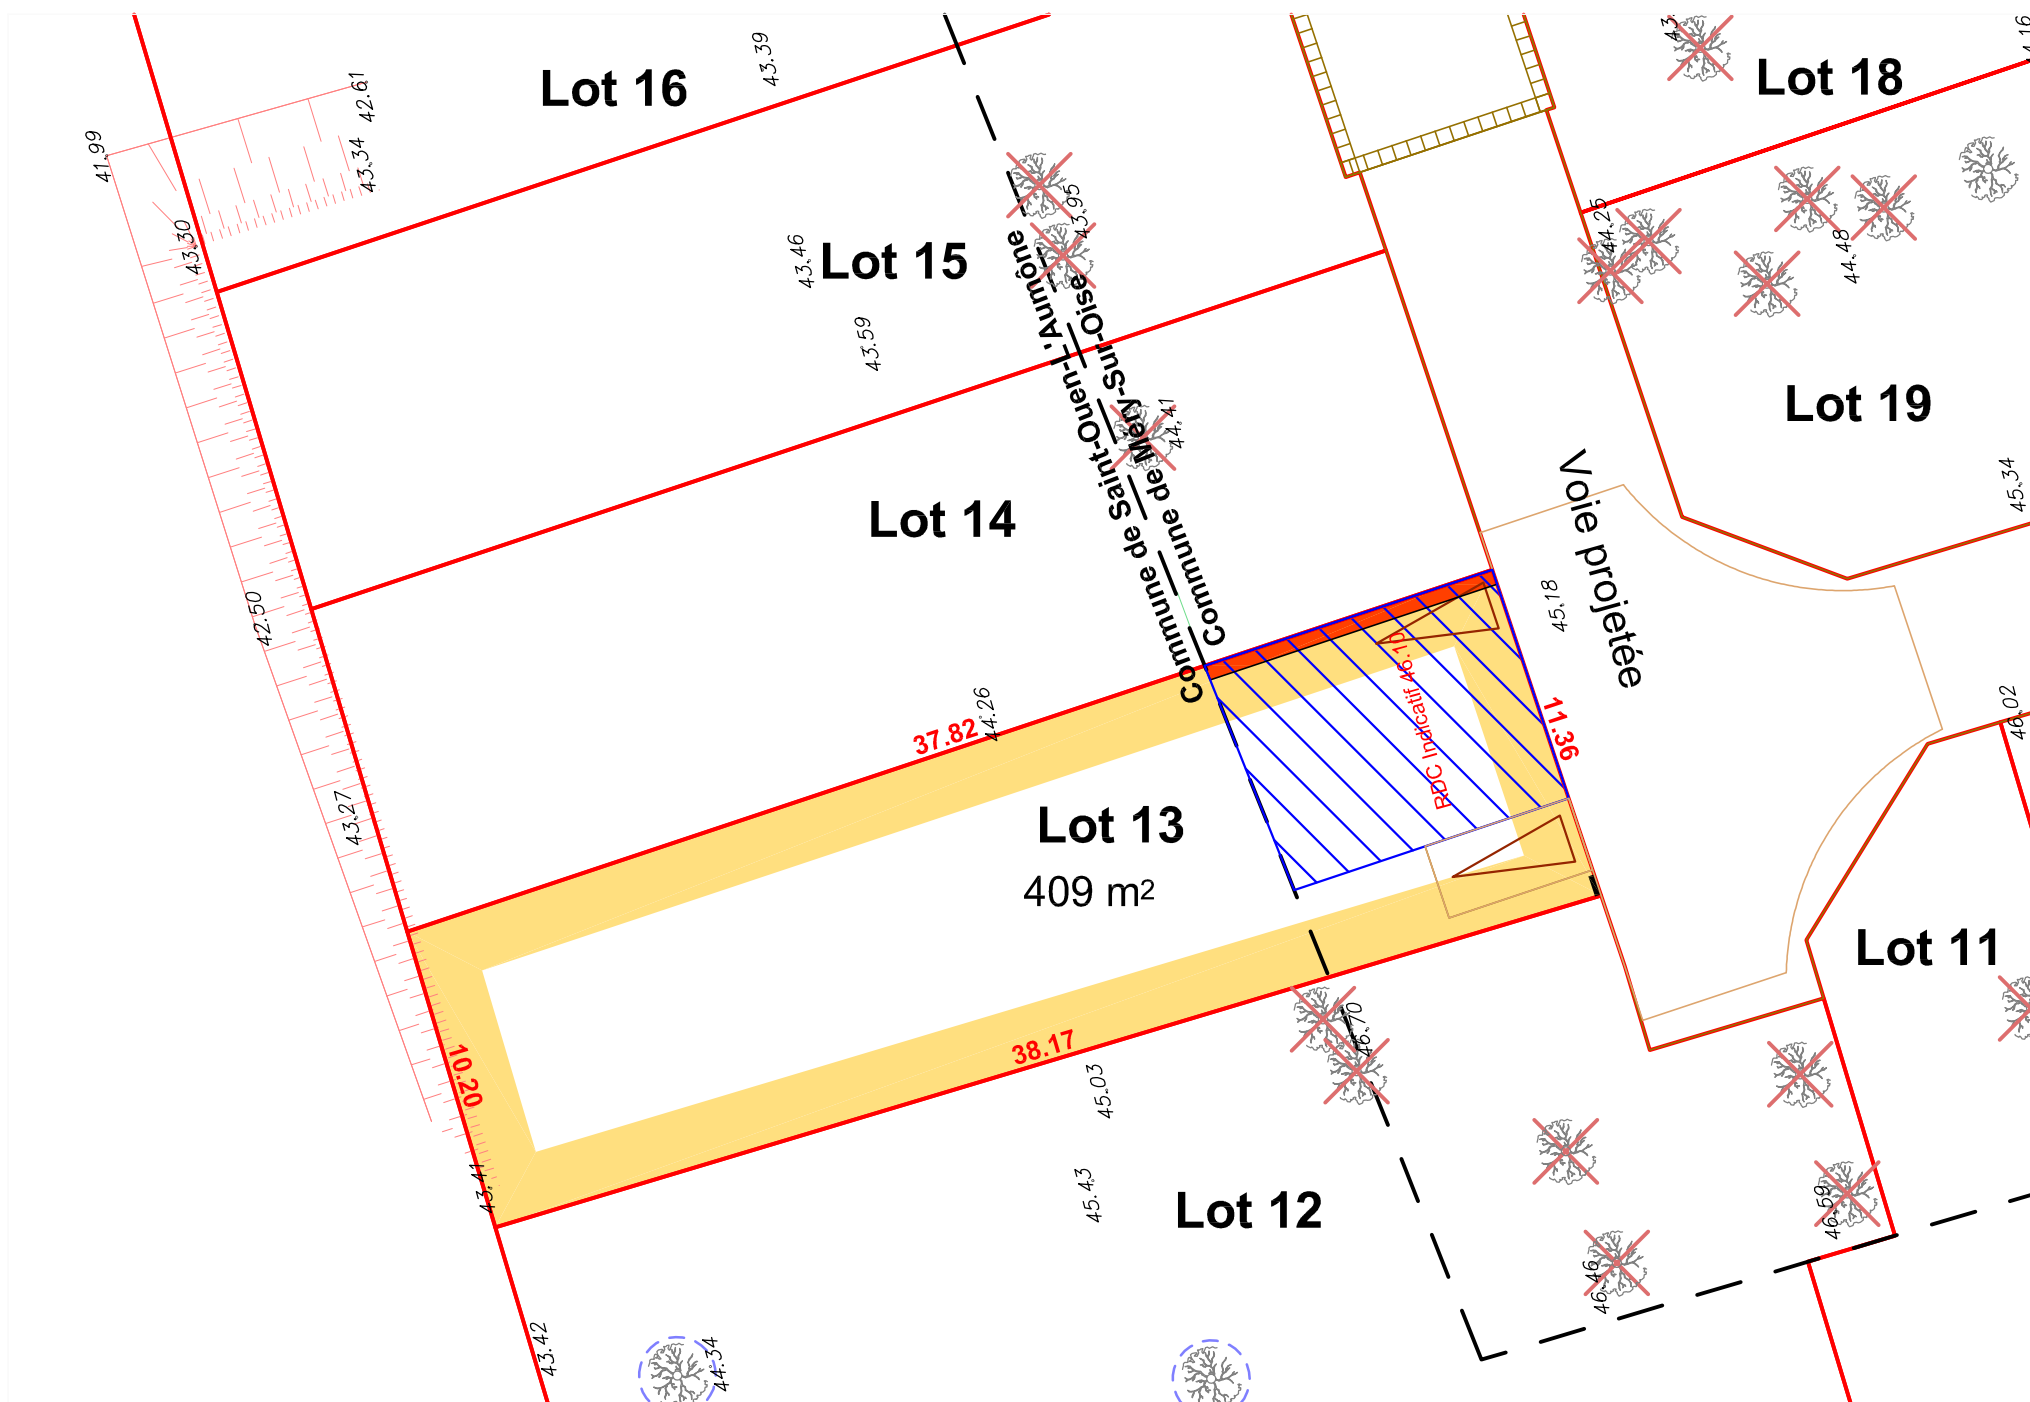 43.39
42.61
Lot 16
Lot 18
41.99
43.34
43.30
43.46
Lot 15
43.95
44.25
44.48
43.59
Commune de Saint-Ouen-L'Aumône
Commune de Méry-Sur-Oise
44.41
Lot 19
45.34
Lot 14
Voie projetée
42.50
45.18
RDC Indicatif 46.10
37.82
44.26
11.36
46.02
43.27
Lot 13
409 m²
Lot 11
10.20
38.17
46.70
45.03
43.41
45.43
Lot 12
46.59
46.46
43.42
44.34